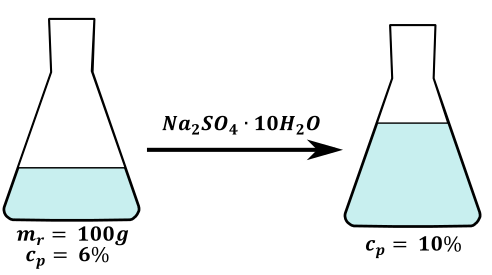 Na₂SO₄ · 10H₂O
mᵣ = 100g
cₚ = 6%
cₚ = 10%